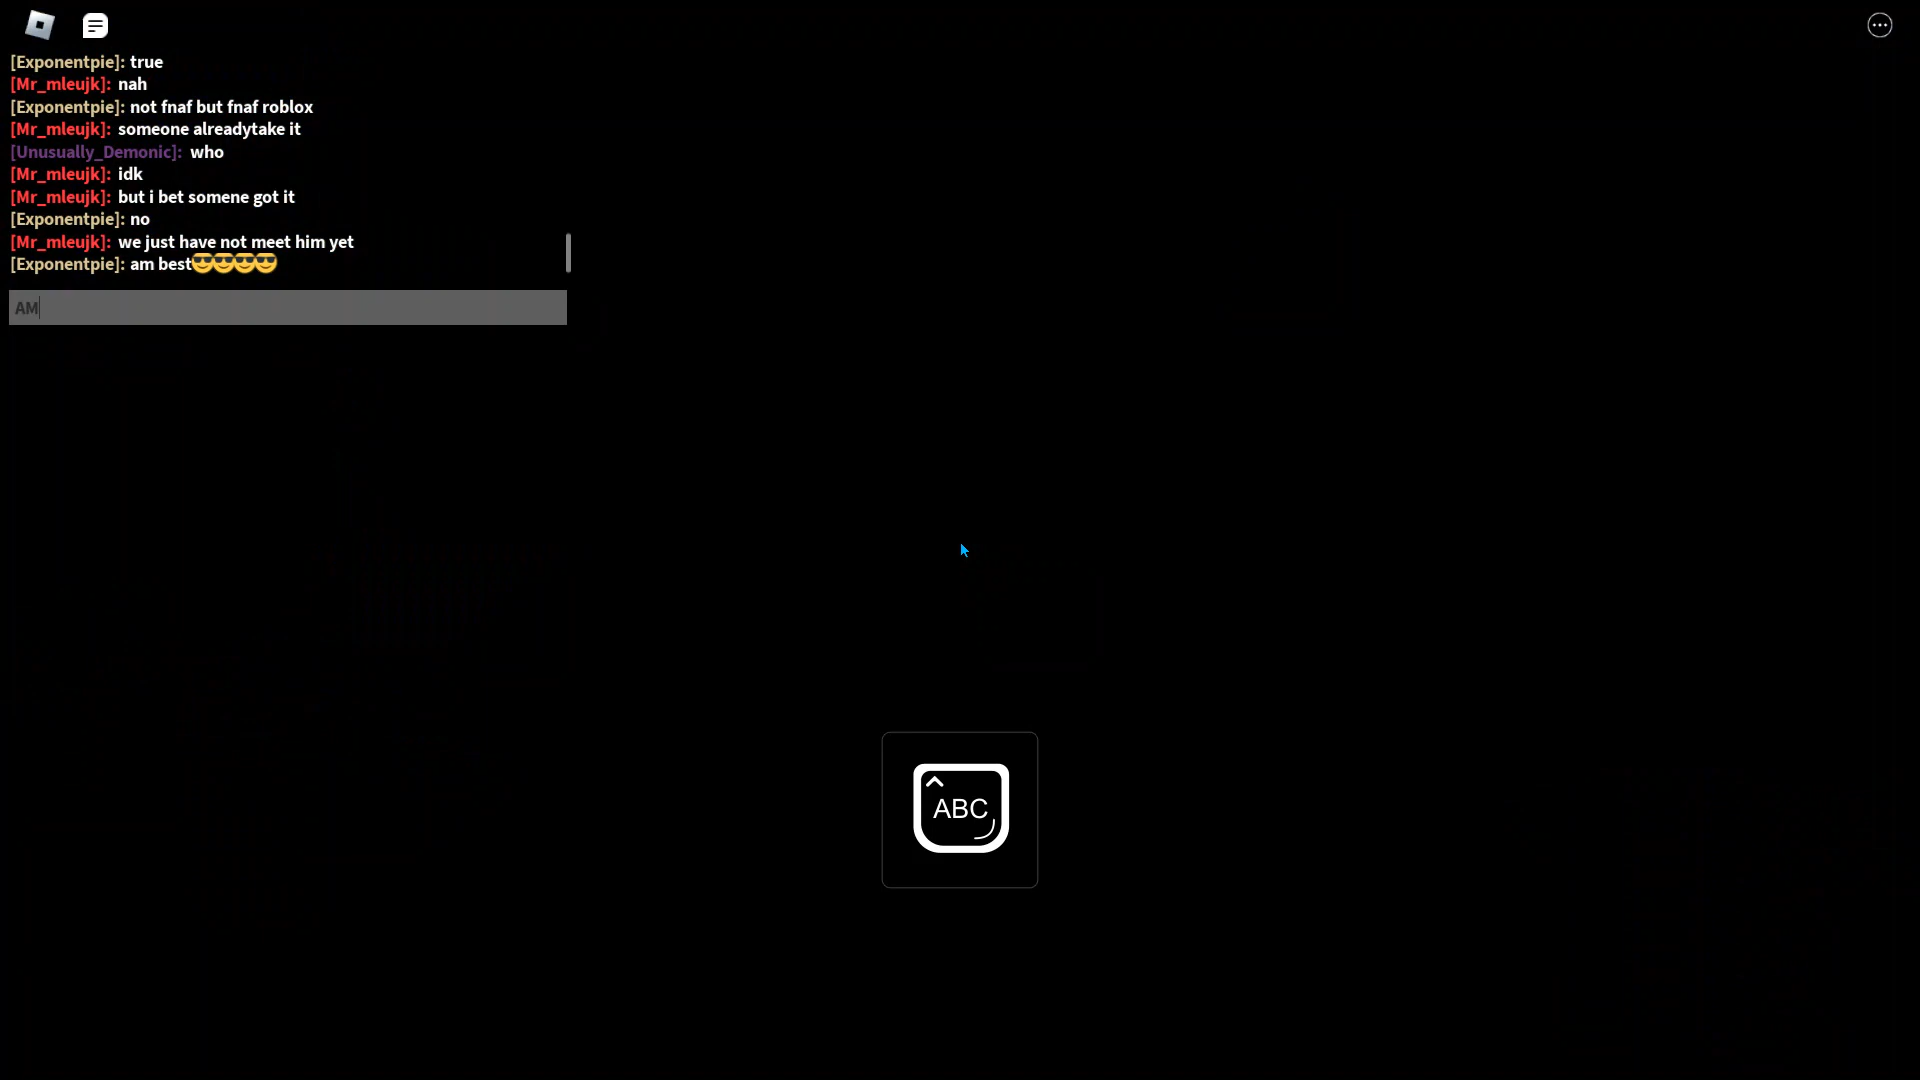 [Exponentpie]: true
[Mr_mleujk]: nah
[Exponentpie]: not fnaf but fnaf roblox
[Mr_mleujk]: someone alreadytake it
[Unusually_Demonic]: who
[Mr_mleujk]: idk
[Mr_mleujk]: but i bet somene got it
[Exponentpie]: no
[Mr_mleujk]: we just have not meet him yet
[Exponentpie]: am best😎😎😎😎
AM
ABC